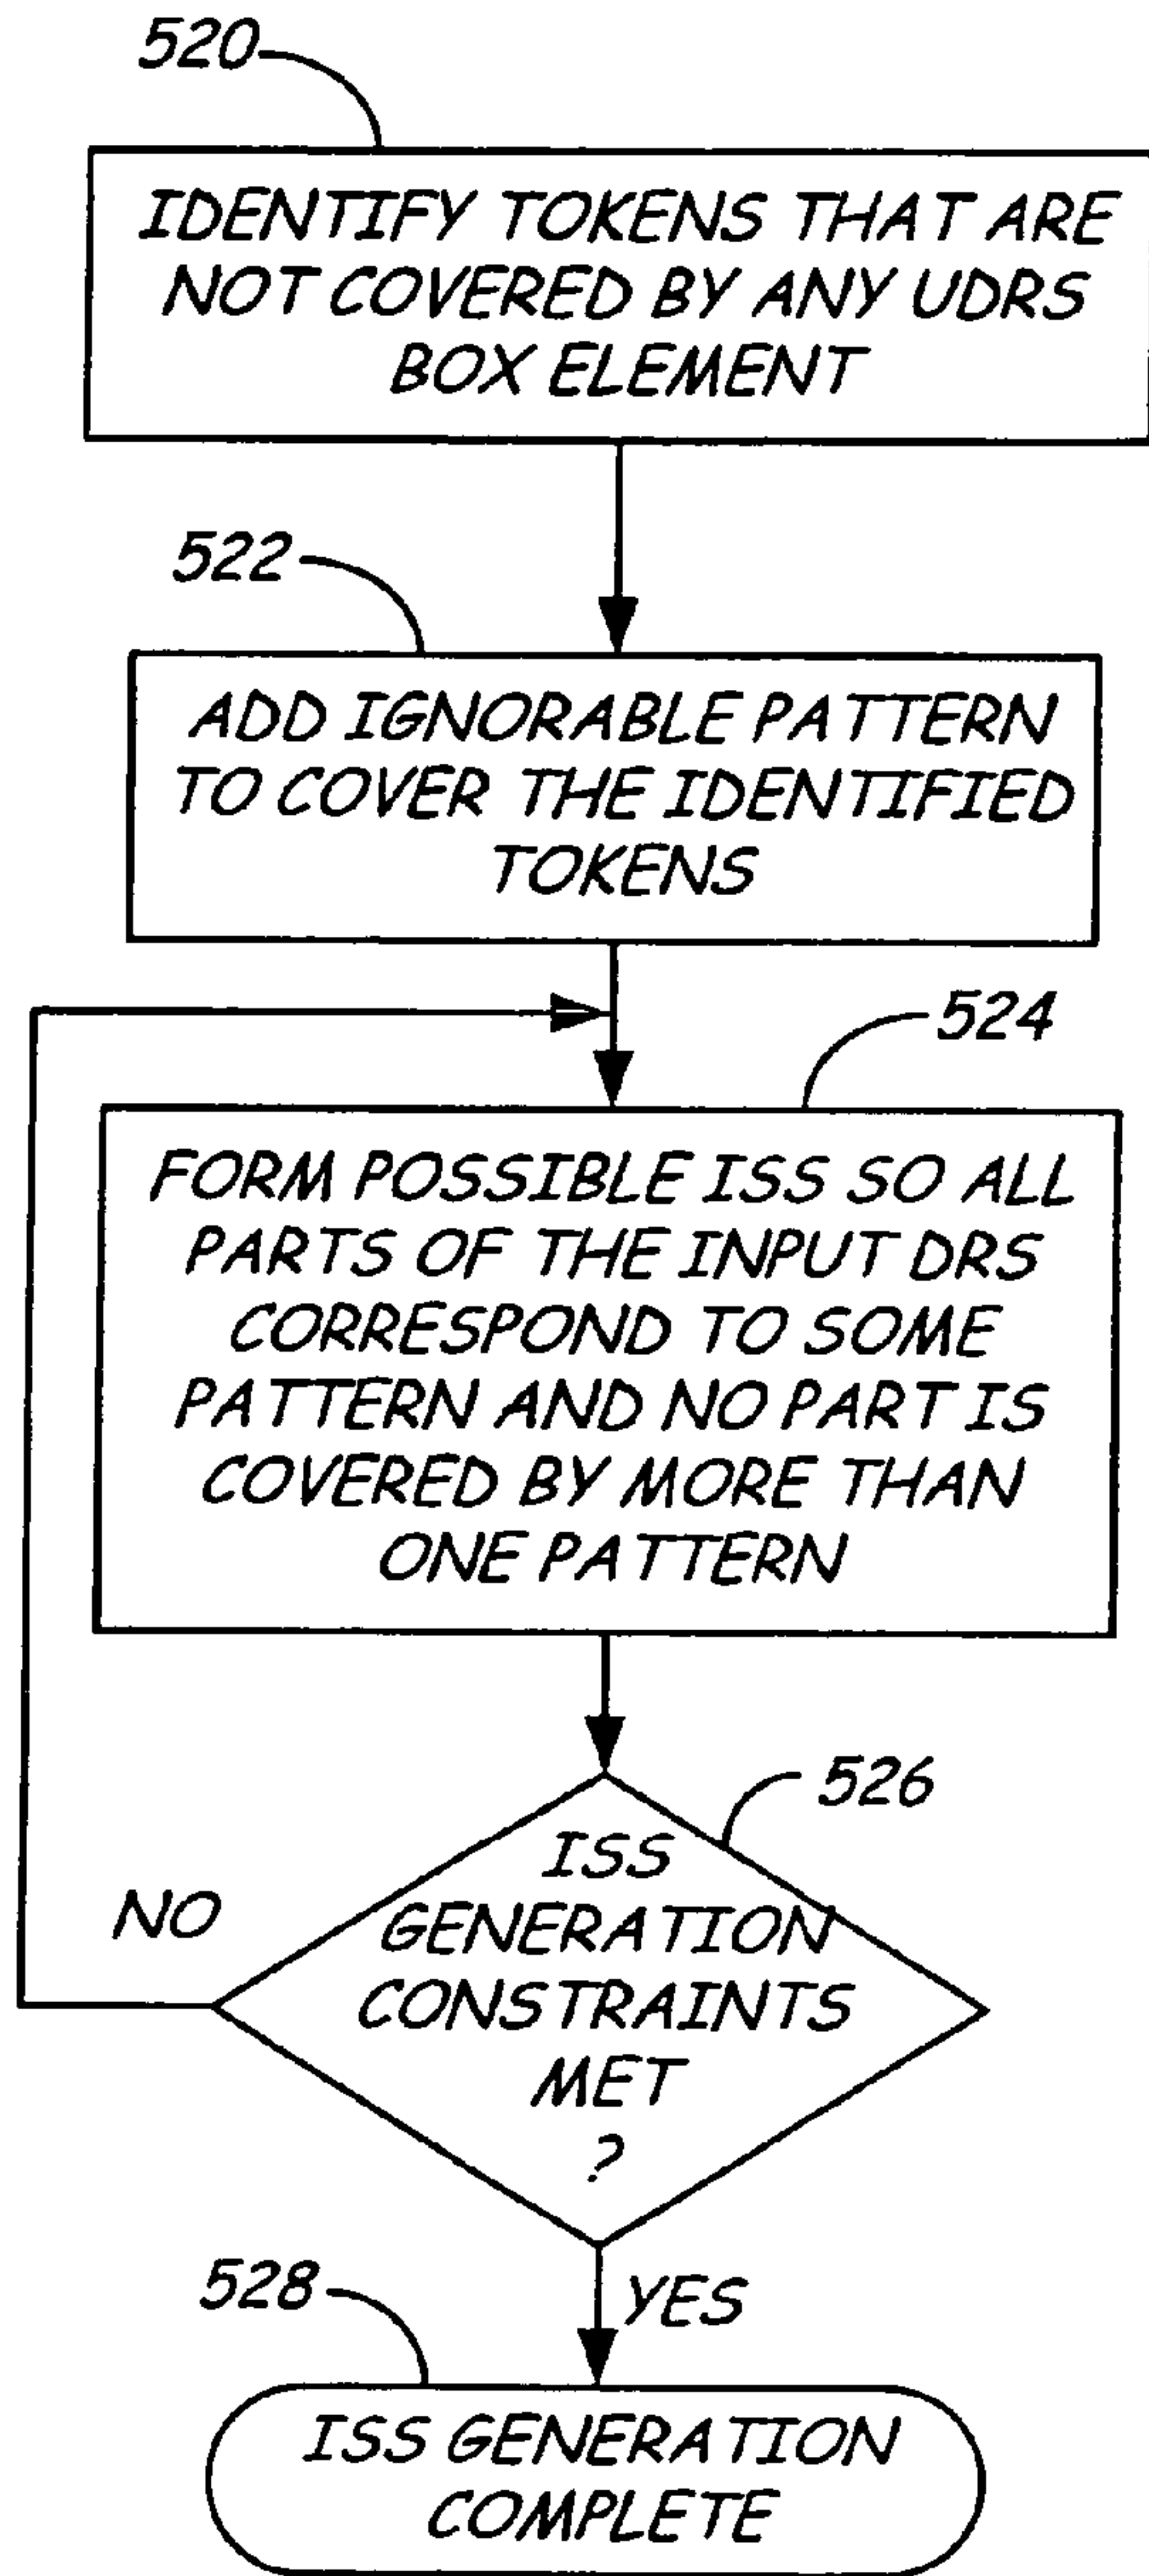 520
IDENTIFY TOKENS THAT ARE
NOT COVERED BY ANY UDRS
BOX ELEMENT
522
ADD IGNORABLE PATTERN
TO COVER THE IDENTIFIED
TOKENS
524
FORM POSSIBLE ISS SO ALL
PARTS OF THE INPUT DRS
CORRESPOND TO SOME
PATTERN AND NO PART IS
COVERED BY MORE THAN
ONE PATTERN
526
ISS
GENERATION
CONSTRAINTS
MET
?
NO
YES
528
ISS GENERATION
COMPLETE